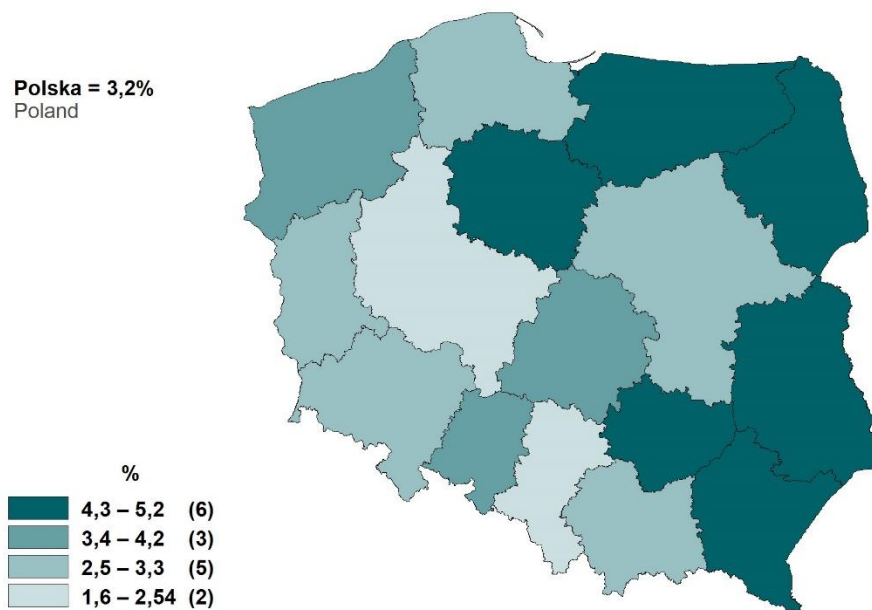 Polska = 3,2%
Poland
%
4,3 – 5,2 (6)
3,4 – 4,2 (3)
2,5 – 3,3 (5)
1,6 – 2,54 (2)